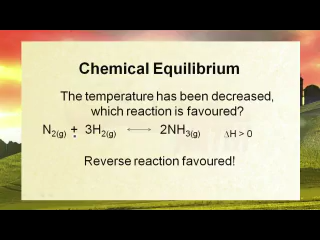 Chemical Equilibrium
The temperature has been decreased,
which reaction is favoured?
N₂(g) + 3H₂(g) ⟷ 2NH₃(g) ΔH > 0
Reverse reaction favoured!